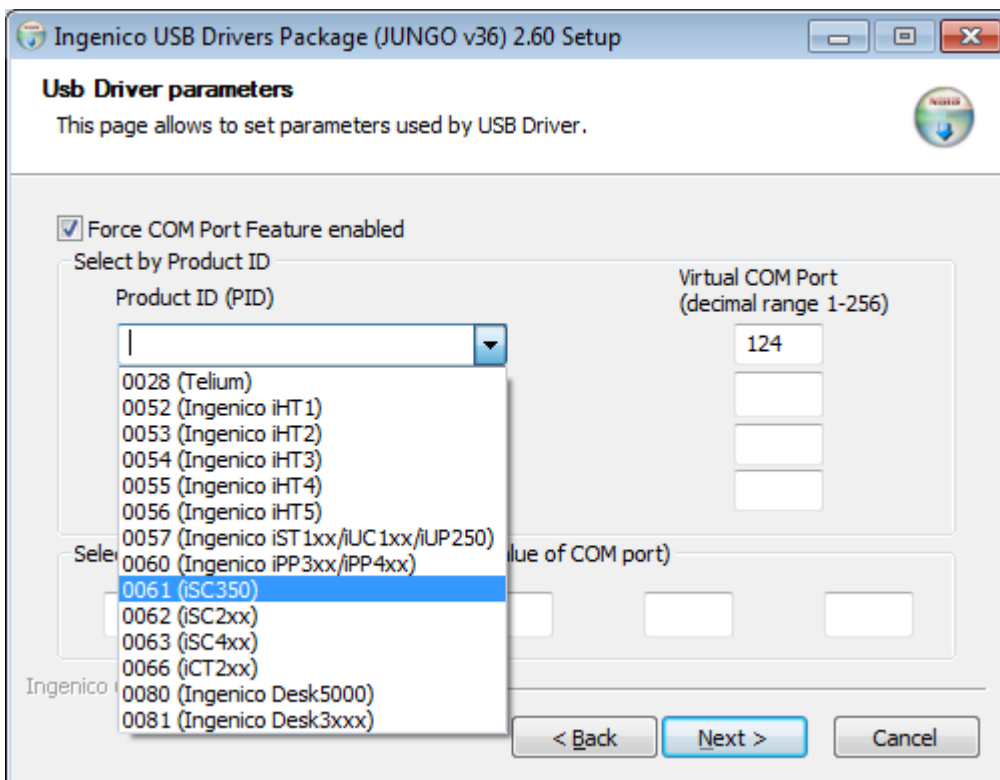 Ingenico USB Drivers Package (JUNGO v36) 2.60 Setup
Usb Driver parameters
This page allows to set parameters used by USB Driver.
Force COM Port Feature enabled
Select by Product ID
Product ID (PID)
Virtual COM Port
(decimal range 1-256)
124
0028 (Telium)
0052 (Ingenico iHT1)
0053 (Ingenico iHT2)
0054 (Ingenico iHT3)
0055 (Ingenico iHT4)
0056 (Ingenico iHT5)
0057 (Ingenico iST1xx/iUC1xx/iUP250)
0060 (Ingenico iPP3xx/iPP4xx)
0061 (iSC350)
0062 (iSC2xx)
0063 (iSC4xx)
0066 (iCT2xx)
0080 (Ingenico Desk5000)
0081 (Ingenico Desk3xxx)
of COM port)
Ingenico
< Back
Next >
Cancel